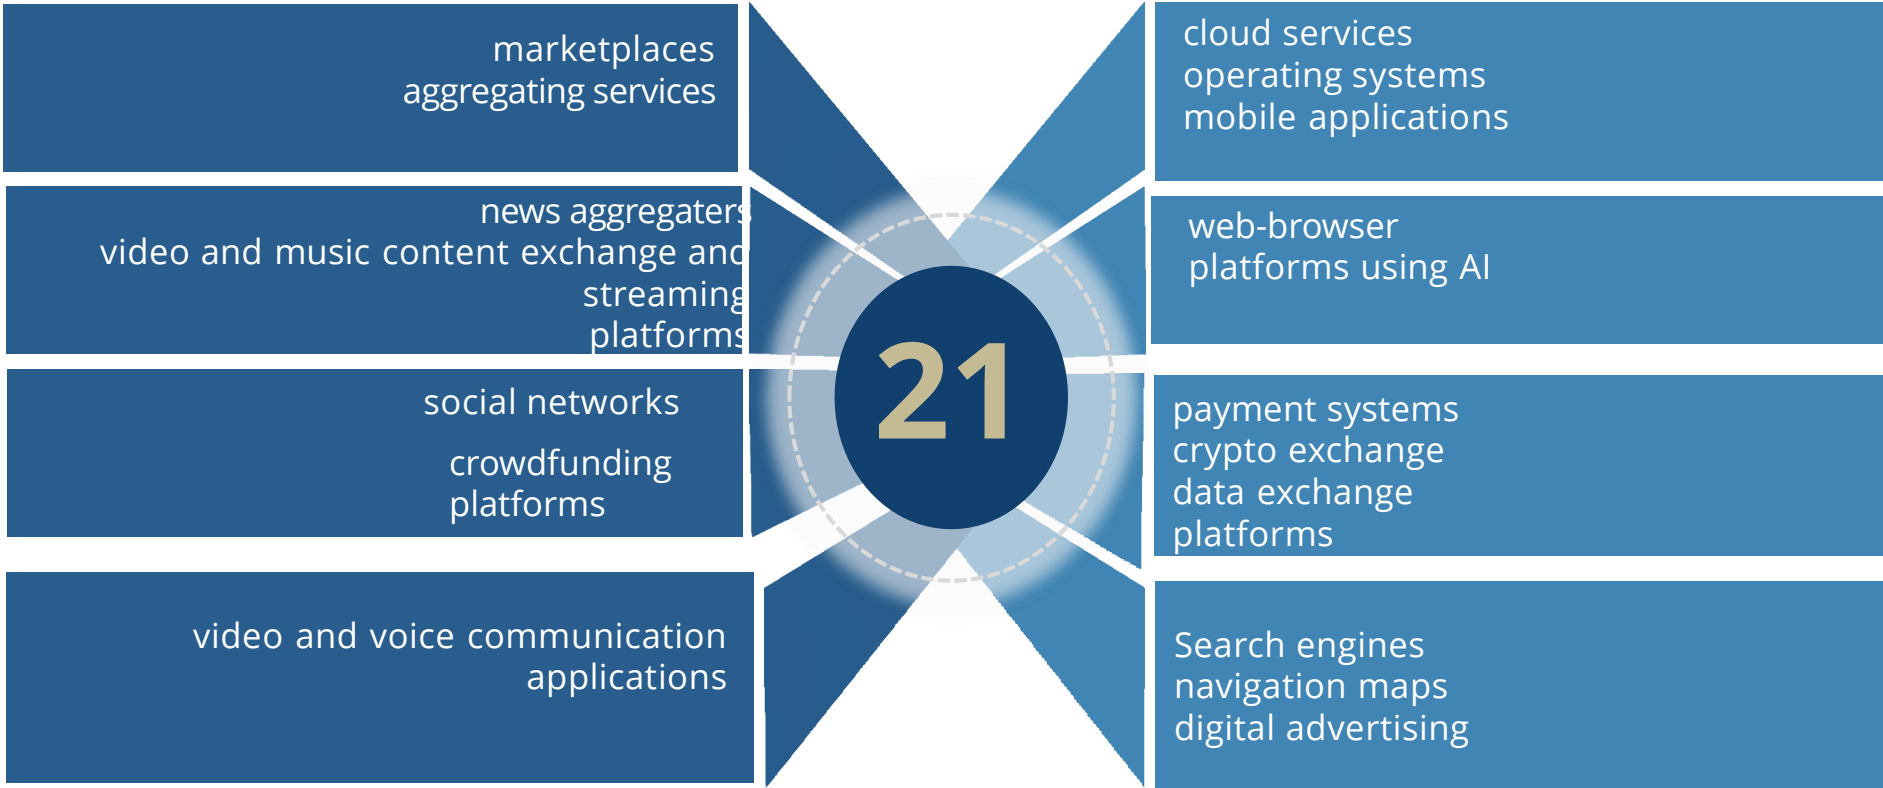 marketplaces
aggregating services
news aggregaters
video and music content exchange and
streaming
platforms
social networks
crowdfunding
platforms
video and voice communication
applications
21
cloud services
operating systems
mobile applications
web-browser
platforms using AI
payment systems
crypto exchange
data exchange
platforms
Search engines
navigation maps
digital advertising